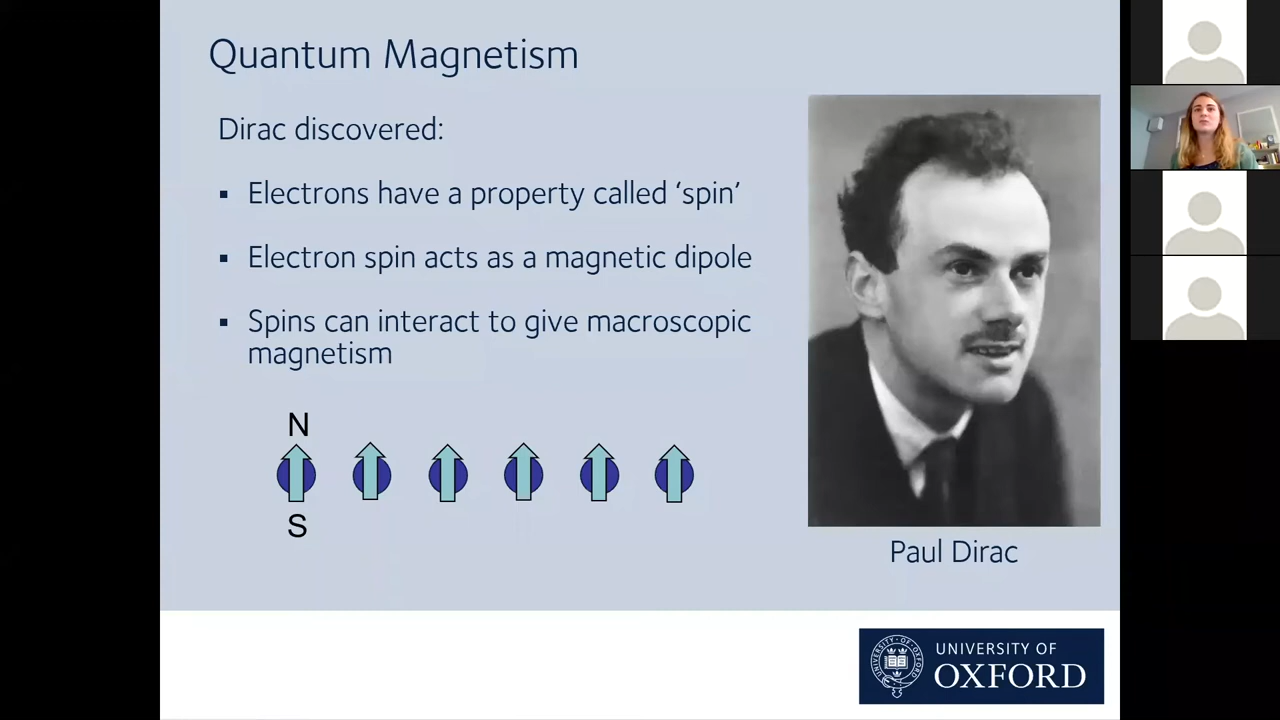 Quantum Magnetism
Dirac discovered:
▪ Electrons have a property called ‘spin’
▪ Electron spin acts as a magnetic dipole
▪ Spins can interact to give macroscopic
magnetism
N
S
Paul Dirac
UNIVERSITY OF
OXFORD